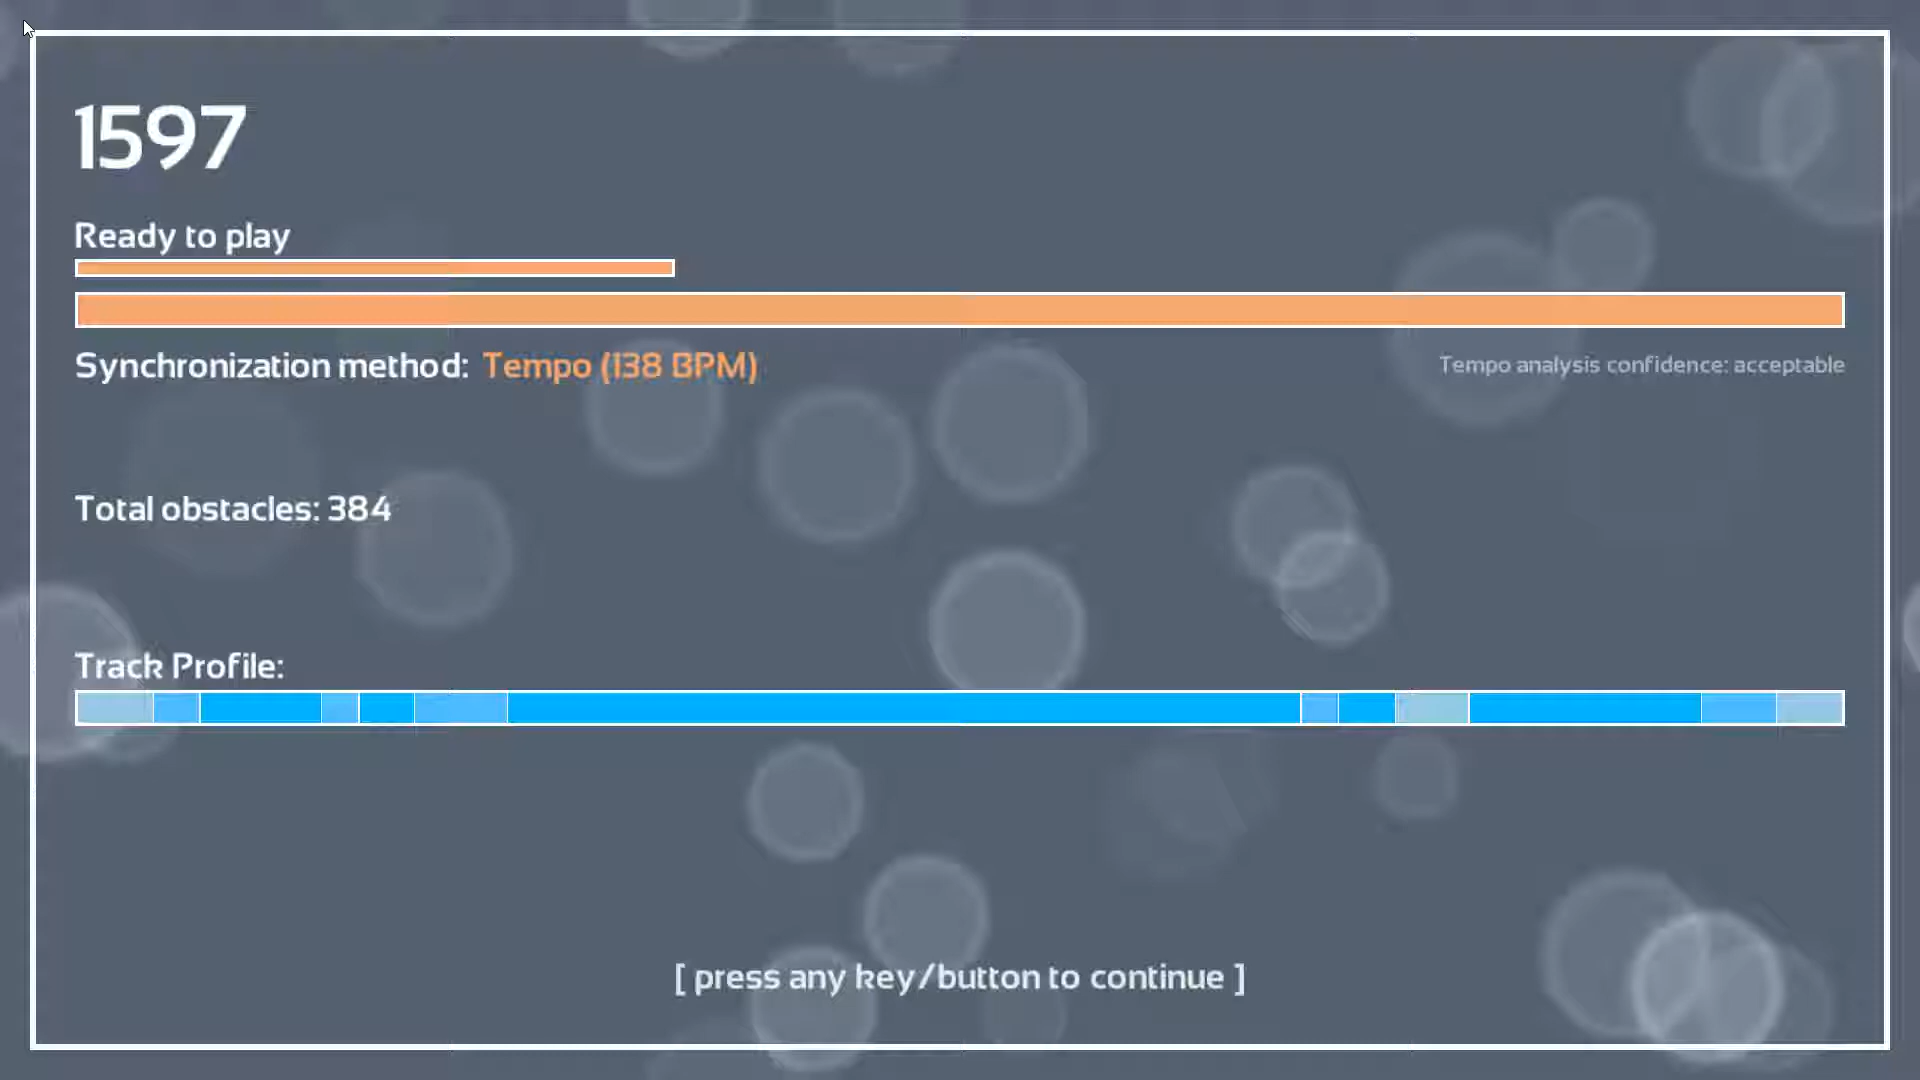 1597
Ready to play
Synchronization method: Tempo (138 BPM)
Tempo analysis confidence: acceptable
Total obstacles: 384
Track Profile:
[ press any key/button to continue ]